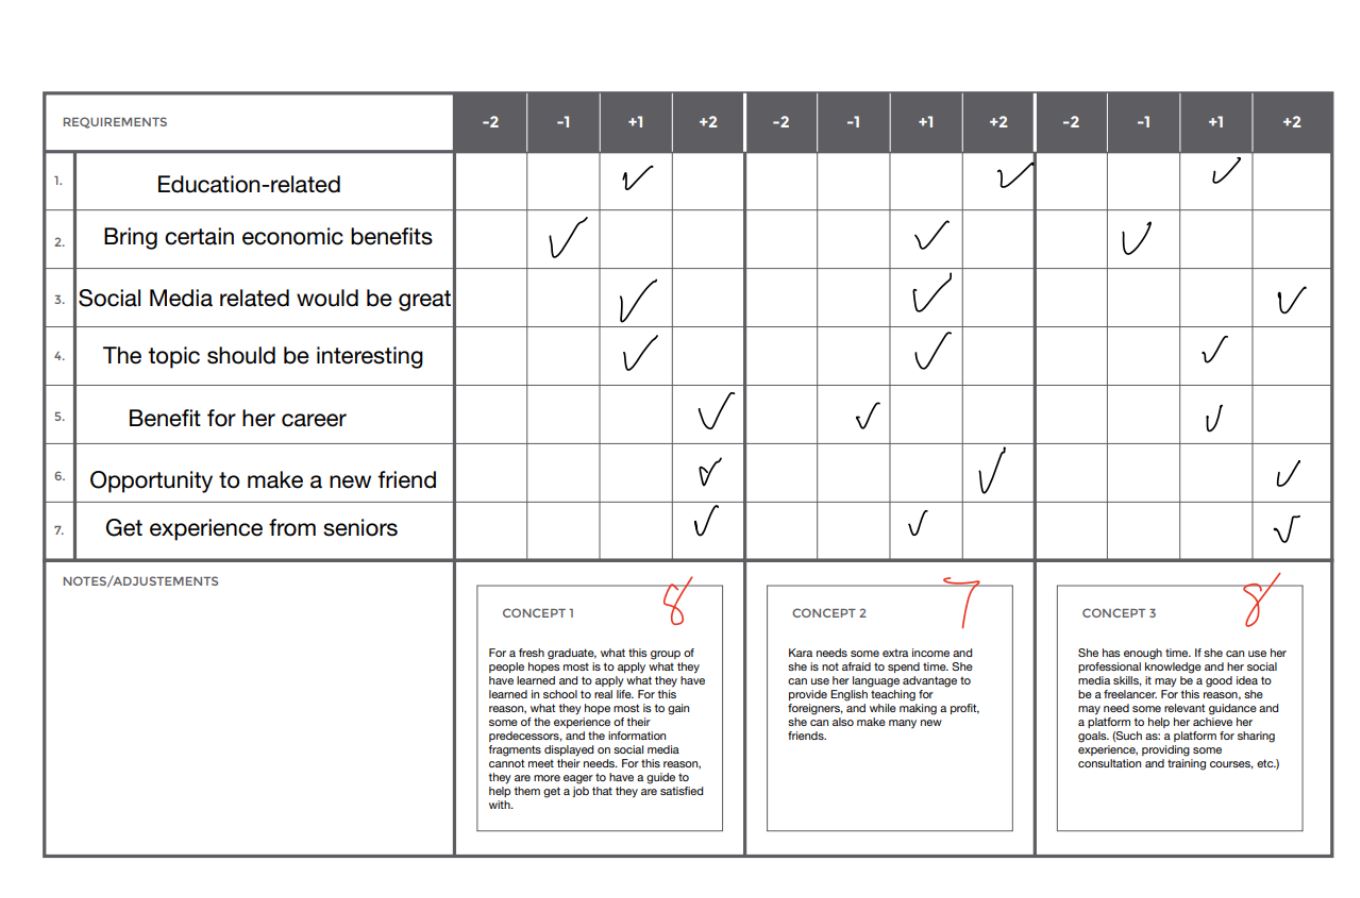 REQUIREMENTS -2 -1 +1 +2 -2 -1 +1 +2 -2 -1 +1 +2
1. Education-related
2. Bring certain economic benefits
3. Social Media related would be great
4. The topic should be interesting
5. Benefit for her career
6. Opportunity to make a new friend
7. Get experience from seniors
NOTES/ADJUSTEMENTS
CONCEPT 1 8
For a fresh graduate, what this group of
people hopes most is to apply what they
have learned and to apply what they have
learned in school to real life. For this
reason, what they hope most is to gain
some of the experience of their
predecessors, and the information
fragments displayed on social media
cannot meet their needs. For this reason,
they are more eager to have a guide to
help them get a job that they are satisfied
with.
CONCEPT 2 7
Kara needs some extra income and
she is not afraid to spend time. She
can use her language advantage to
provide English teaching for
foreigners, and while making a profit,
she can also make many new
friends.
CONCEPT 3 8
She has enough time. If she can use her
professional knowledge and her social
media skills, it may be a good idea to
be a freelancer. For this reason, she
may need some relevant guidance and
a platform to help her achieve her
goals. (Such as: a platform for sharing
experience, providing some
consultation and training courses, etc.)